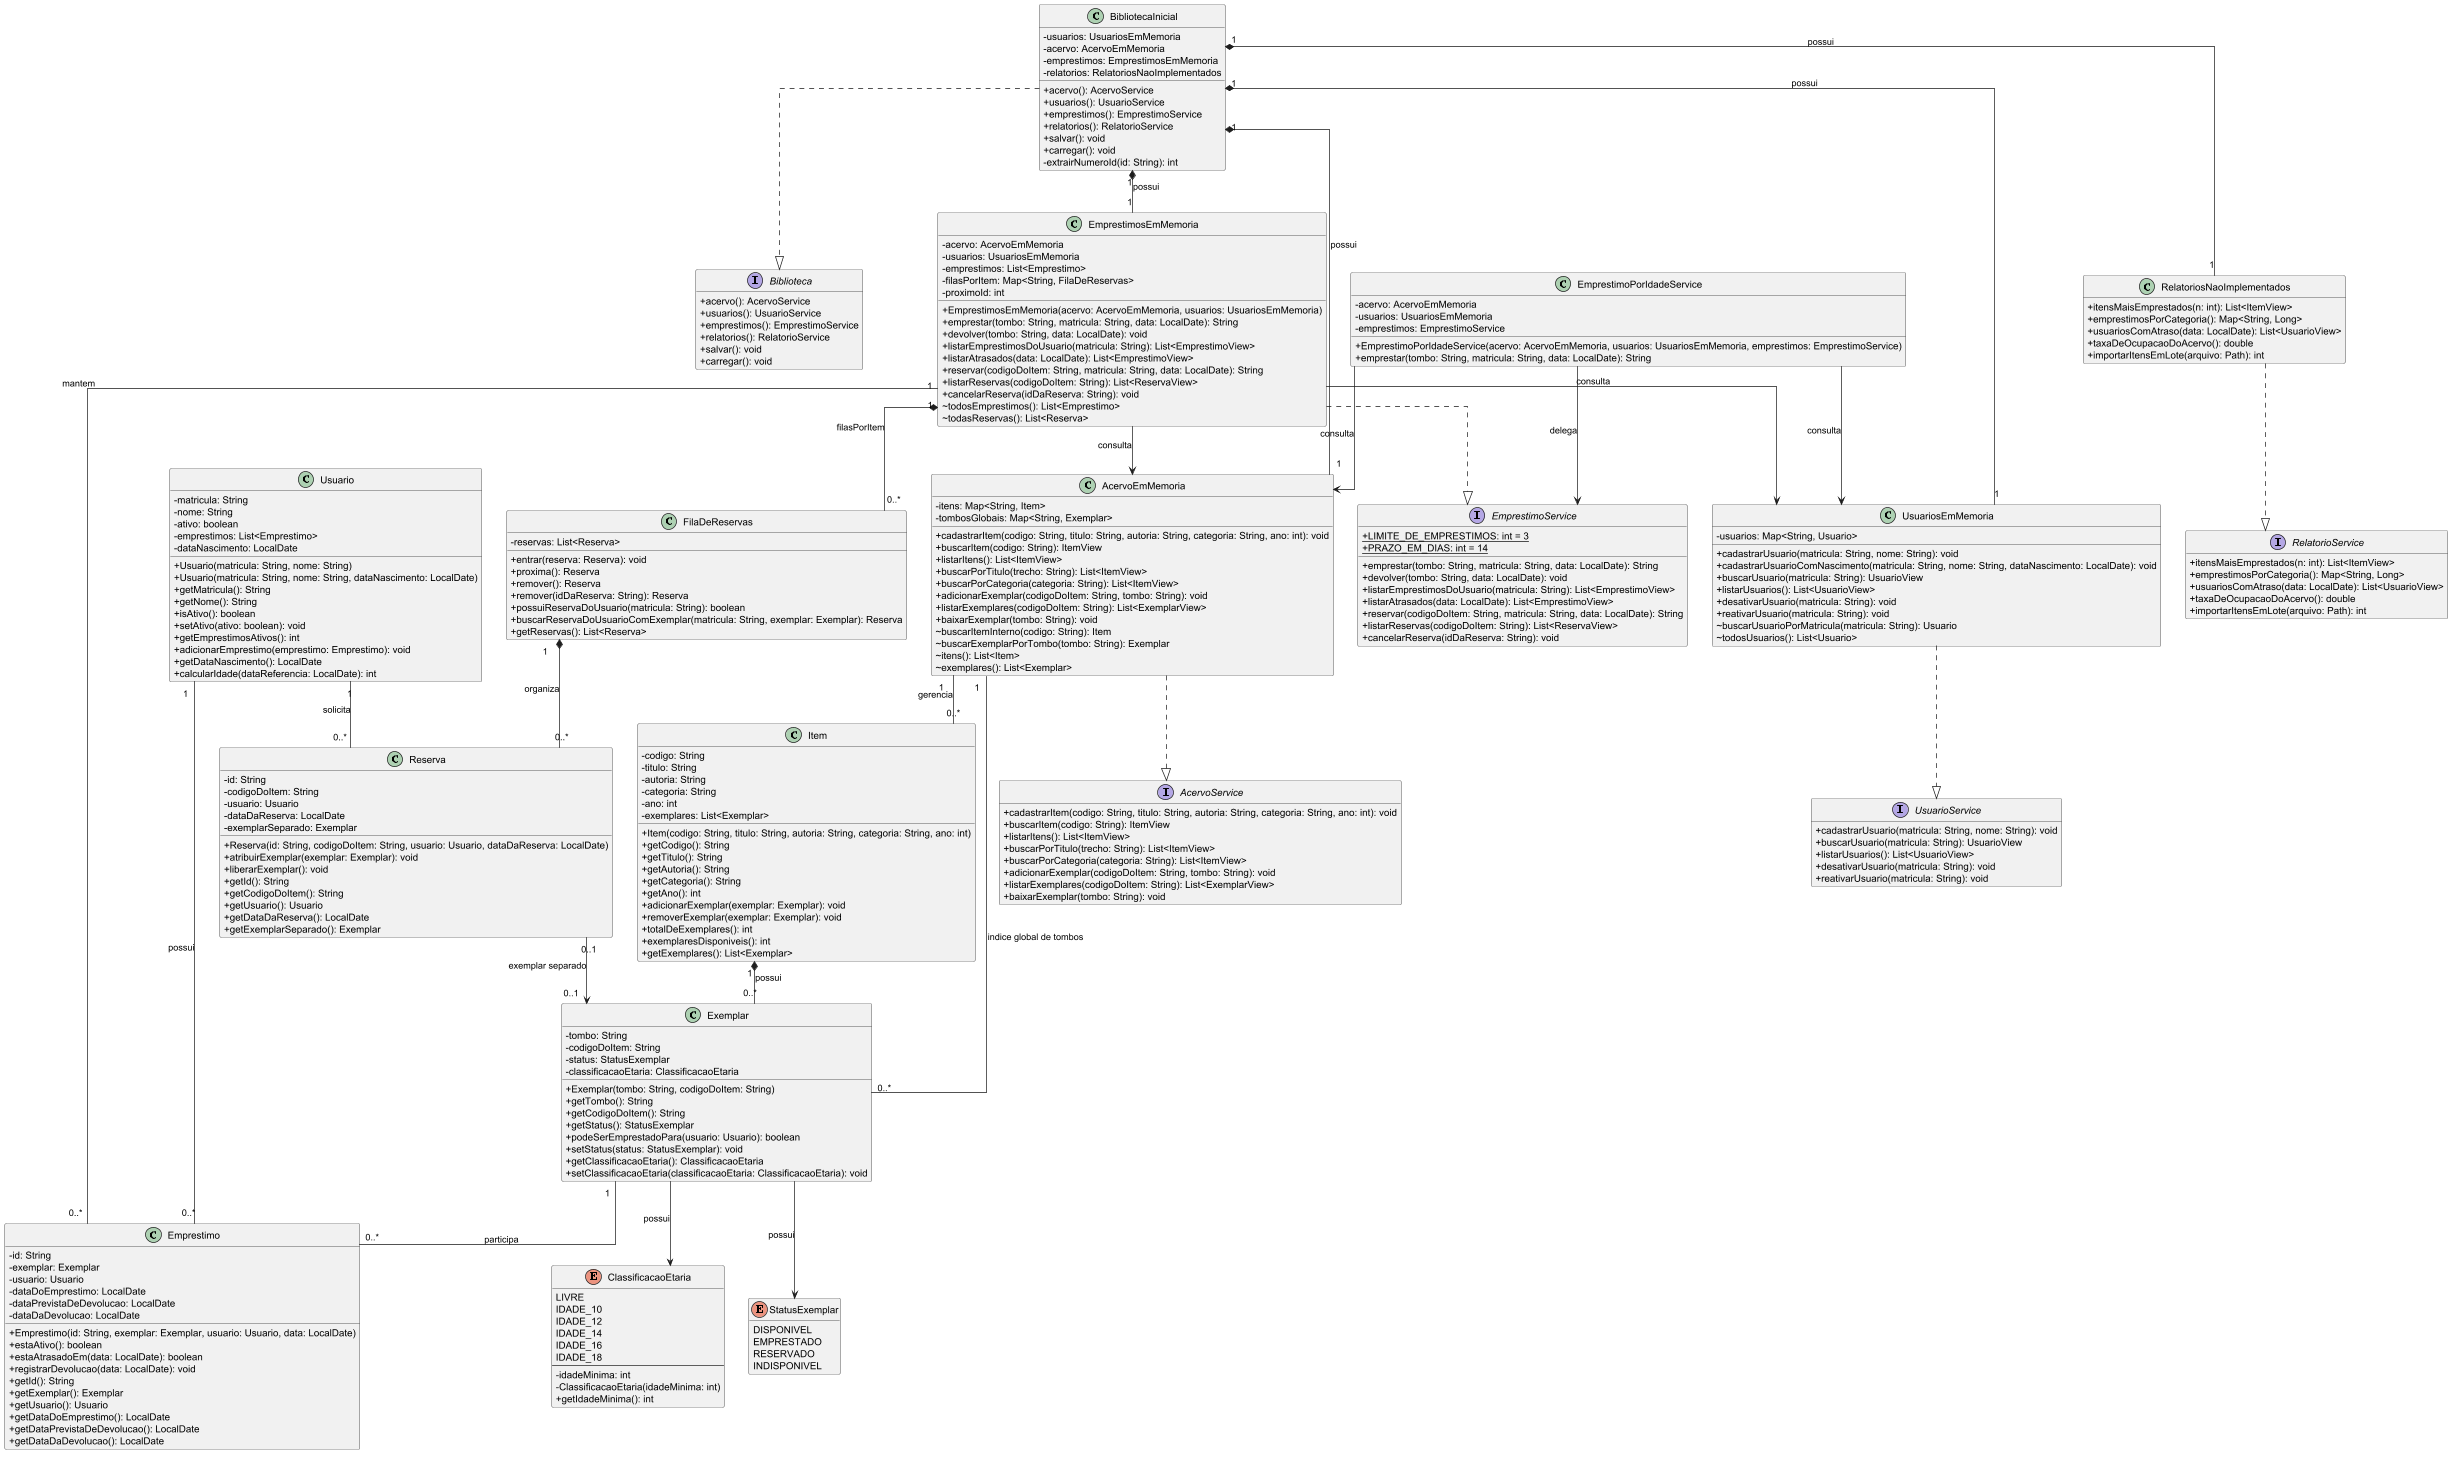 BibliotecaInicial
-usuarios: UsuariosEmMemoria
-acervo: AcervoEmMemoria
-emprestimos: EmprestimosEmMemoria
-relatorios: RelatoriosNaoImplementados
+acervo(): AcervoService
+usuarios(): UsuarioService
+emprestimos(): EmprestimoService
+relatorios(): RelatorioService
+salvar(): void
+carregar(): void
-extrairNumeroId(id: String): int
1
possui
1
possui
1
1
possui
1
possui
1
EmprestimosEmMemoria
-acervo: AcervoEmMemoria
-usuarios: UsuariosEmMemoria
-emprestimos: List<Emprestimo>
-filasPorItem: Map<String, FilaDeReservas>
-proximoId: int
+EmprestimosEmMemoria(acervo: AcervoEmMemoria, usuarios: UsuariosEmMemoria)
+emprestar(tombo: String, matricula: String, data: LocalDate): String
+devolver(tombo: String, data: LocalDate): void
+listarEmprestimosDoUsuario(matricula: String): List<EmprestimoView>
+listarAtrasados(data: LocalDate): List<EmprestimoView>
+reservar(codigoDoItem: String, matricula: String, data: LocalDate): String
+listarReservas(codigoDoItem: String): List<ReservaView>
+cancelarReserva(idDaReserva: String): void
~todosEmprestimos(): List<Emprestimo>
~todasReservas(): List<Reserva>
Biblioteca
+acervo(): AcervoService
+usuarios(): UsuarioService
+emprestimos(): EmprestimoService
+relatorios(): RelatorioService
+salvar(): void
+carregar(): void
EmprestimoPorIdadeService
-acervo: AcervoEmMemoria
-usuarios: UsuariosEmMemoria
-emprestimos: EmprestimoService
+EmprestimoPorIdadeService(acervo: AcervoEmMemoria, usuarios: UsuariosEmMemoria, emprestimos: EmprestimoService)
+emprestar(tombo: String, matricula: String, data: LocalDate): String
RelatoriosNaoImplementados
+itensMaisEmprestados(n: int): List<ItemView>
+emprestimosPorCategoria(): Map<String, Long>
+usuariosComAtraso(data: LocalDate): List<UsuarioView>
+taxaDeOcupacaoDoAcervo(): double
+importarItensEmLote(arquivo: Path): int
mantem
1
1
filasPorItem
0..*
consulta
consulta
consulta
delega
consulta
1
1
Usuario
-matricula: String
-nome: String
-ativo: boolean
-emprestimos: List<Emprestimo>
-dataNascimento: LocalDate
+Usuario(matricula: String, nome: String)
+Usuario(matricula: String, nome: String, dataNascimento: LocalDate)
+getMatricula(): String
+getNome(): String
+isAtivo(): boolean
+setAtivo(ativo: boolean): void
+getEmprestimosAtivos(): int
+adicionarEmprestimo(emprestimo: Emprestimo): void
+getDataNascimento(): LocalDate
+calcularIdade(dataReferencia: LocalDate): int
FilaDeReservas
-reservas: List<Reserva>
+entrar(reserva: Reserva): void
+proxima(): Reserva
+remover(): Reserva
+remover(idDaReserva: String): Reserva
+possuiReservaDoUsuario(matricula: String): boolean
+buscarReservaDoUsuarioComExemplar(matricula: String, exemplar: Exemplar): Reserva
+getReservas(): List<Reserva>
AcervoEmMemoria
-itens: Map<String, Item>
-tombosGlobais: Map<String, Exemplar>
+cadastrarItem(codigo: String, titulo: String, autoria: String, categoria: String, ano: int): void
+buscarItem(codigo: String): ItemView
+listarItens(): List<ItemView>
+buscarPorTitulo(trecho: String): List<ItemView>
+buscarPorCategoria(categoria: String): List<ItemView>
+adicionarExemplar(codigoDoItem: String, tombo: String): void
+listarExemplares(codigoDoItem: String): List<ExemplarView>
+baixarExemplar(tombo: String): void
~buscarItemInterno(codigo: String): Item
~buscarExemplarPorTombo(tombo: String): Exemplar
~itens(): List<Item>
~exemplares(): List<Exemplar>
EmprestimoService
+LIMITE_DE_EMPRESTIMOS: int = 3
+PRAZO_EM_DIAS: int = 14
+emprestar(tombo: String, matricula: String, data: LocalDate): String
+devolver(tombo: String, data: LocalDate): void
+listarEmprestimosDoUsuario(matricula: String): List<EmprestimoView>
+listarAtrasados(data: LocalDate): List<EmprestimoView>
+reservar(codigoDoItem: String, matricula: String, data: LocalDate): String
+listarReservas(codigoDoItem: String): List<ReservaView>
+cancelarReserva(idDaReserva: String): void
UsuariosEmMemoria
-usuarios: Map<String, Usuario>
+cadastrarUsuario(matricula: String, nome: String): void
+cadastrarUsuarioComNascimento(matricula: String, nome: String, dataNascimento: LocalDate): void
+buscarUsuario(matricula: String): UsuarioView
+listarUsuarios(): List<UsuarioView>
+desativarUsuario(matricula: String): void
+reativarUsuario(matricula: String): void
~buscarUsuarioPorMatricula(matricula: String): Usuario
~todosUsuarios(): List<Usuario>
RelatorioService
+itensMaisEmprestados(n: int): List<ItemView>
+emprestimosPorCategoria(): Map<String, Long>
+usuariosComAtraso(data: LocalDate): List<UsuarioView>
+taxaDeOcupacaoDoAcervo(): double
+importarItensEmLote(arquivo: Path): int
1
1
solicita
0..*
1
organiza
0..*
1
gerencia
0..*
1
Reserva
-id: String
-codigoDoItem: String
-usuario: Usuario
-dataDaReserva: LocalDate
-exemplarSeparado: Exemplar
+Reserva(id: String, codigoDoItem: String, usuario: Usuario, dataDaReserva: LocalDate)
+atribuirExemplar(exemplar: Exemplar): void
+liberarExemplar(): void
+getId(): String
+getCodigoDoItem(): String
+getUsuario(): Usuario
+getDataDaReserva(): LocalDate
+getExemplarSeparado(): Exemplar
Item
-codigo: String
-titulo: String
-autoria: String
-categoria: String
-ano: int
-exemplares: List<Exemplar>
+Item(codigo: String, titulo: String, autoria: String, categoria: String, ano: int)
+getCodigo(): String
+getTitulo(): String
+getAutoria(): String
+getCategoria(): String
+getAno(): int
+adicionarExemplar(exemplar: Exemplar): void
+removerExemplar(exemplar: Exemplar): void
+totalDeExemplares(): int
+exemplaresDisponiveis(): int
+getExemplares(): List<Exemplar>
AcervoService
+cadastrarItem(codigo: String, titulo: String, autoria: String, categoria: String, ano: int): void
+buscarItem(codigo: String): ItemView
+listarItens(): List<ItemView>
+buscarPorTitulo(trecho: String): List<ItemView>
+buscarPorCategoria(categoria: String): List<ItemView>
+adicionarExemplar(codigoDoItem: String, tombo: String): void
+listarExemplares(codigoDoItem: String): List<ExemplarView>
+baixarExemplar(tombo: String): void
UsuarioService
+cadastrarUsuario(matricula: String, nome: String): void
+buscarUsuario(matricula: String): UsuarioView
+listarUsuarios(): List<UsuarioView>
+desativarUsuario(matricula: String): void
+reativarUsuario(matricula: String): void
possui
0..1
exemplar separado
0..1
1
possui
0..*
indice global de tombos
0..*
Exemplar
-tombo: String
-codigoDoItem: String
-status: StatusExemplar
-classificacaoEtaria: ClassificacaoEtaria
+Exemplar(tombo: String, codigoDoItem: String)
+getTombo(): String
+getCodigoDoItem(): String
+getStatus(): StatusExemplar
+podeSerEmprestadoPara(usuario: Usuario): boolean
+setStatus(status: StatusExemplar): void
+getClassificacaoEtaria(): ClassificacaoEtaria
+setClassificacaoEtaria(classificacaoEtaria: ClassificacaoEtaria): void
0..*
0..*
1
participa
0..*
possui
possui
Emprestimo
-id: String
-exemplar: Exemplar
-usuario: Usuario
-dataDoEmprestimo: LocalDate
-dataPrevistaDeDevolucao: LocalDate
-dataDaDevolucao: LocalDate
+Emprestimo(id: String, exemplar: Exemplar, usuario: Usuario, data: LocalDate)
+estaAtivo(): boolean
+estaAtrasadoEm(data: LocalDate): boolean
+registrarDevolucao(data: LocalDate): void
+getId(): String
+getExemplar(): Exemplar
+getUsuario(): Usuario
+getDataDoEmprestimo(): LocalDate
+getDataPrevistaDeDevolucao(): LocalDate
+getDataDaDevolucao(): LocalDate
ClassificacaoEtaria
LIVRE
IDADE_10
IDADE_12
IDADE_14
IDADE_16
IDADE_18
-idadeMinima: int
-ClassificacaoEtaria(idadeMinima: int)
+getIdadeMinima(): int
StatusExemplar
DISPONIVEL
EMPRESTADO
RESERVADO
INDISPONIVEL